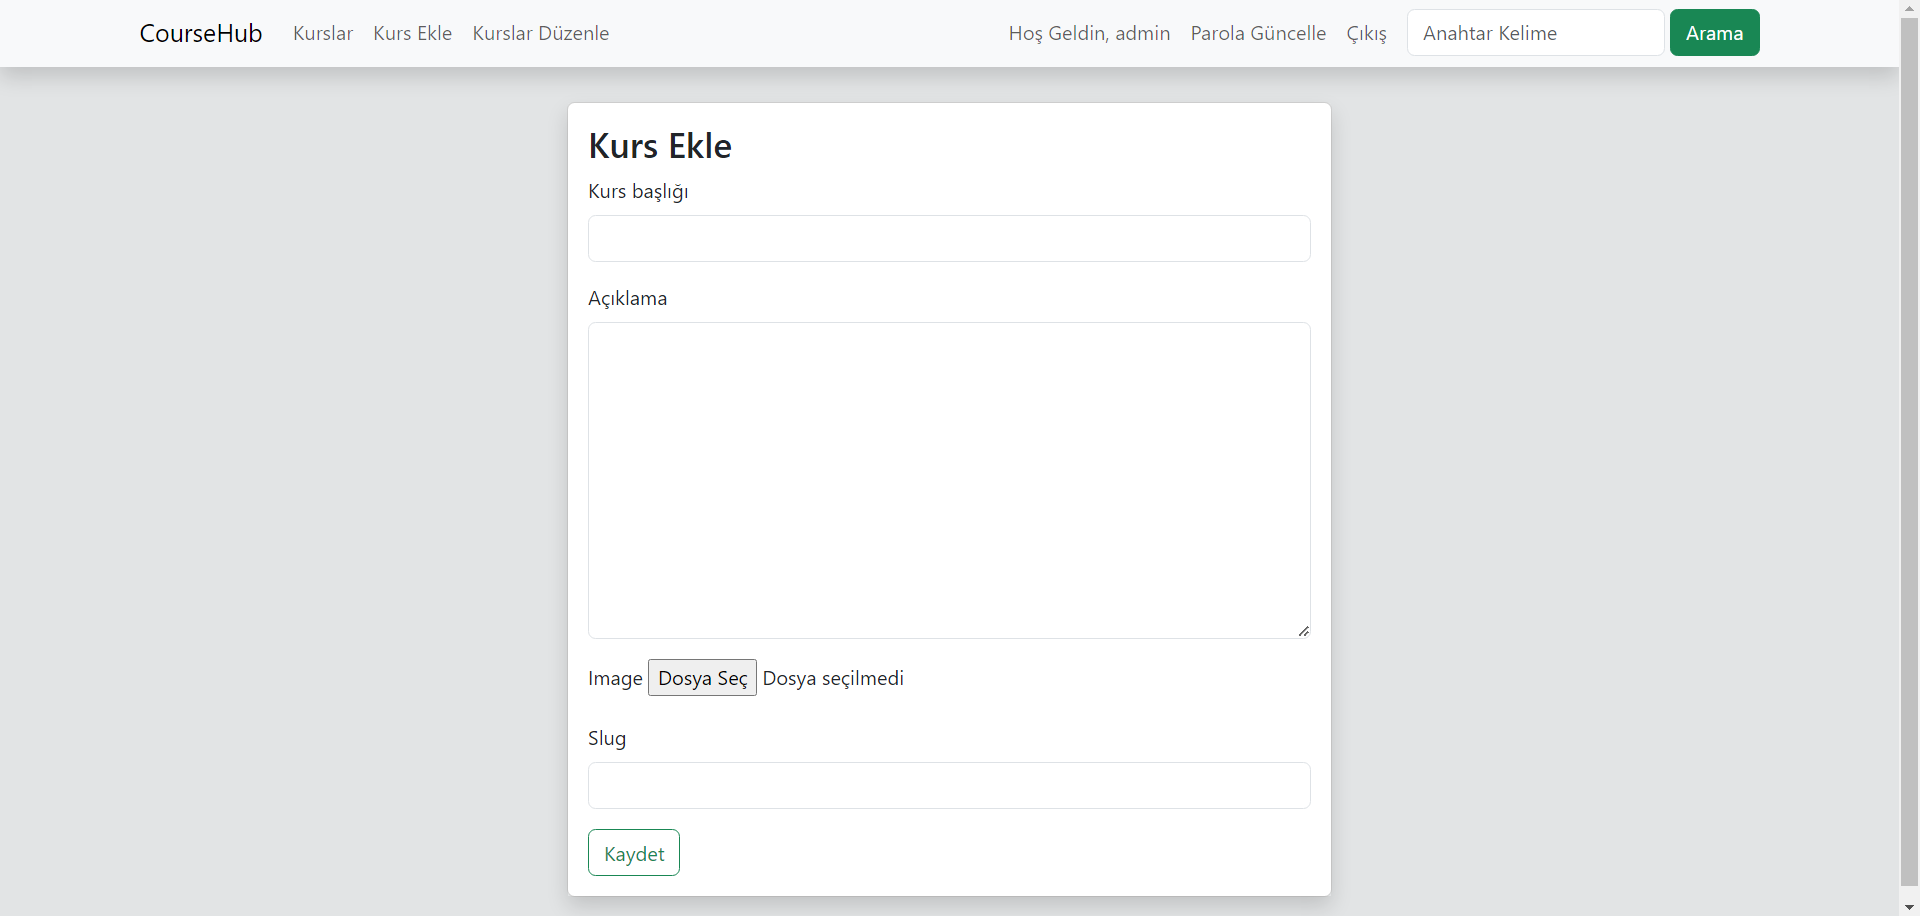 CourseHub Kurslar Kurs Ekle Kurslar Düzenle Hoş Geldin, admin Parola Güncelle Çıkış Anahtar Kelime Arama
Kurs Ekle
Kurs başlığı
Açıklama
Image Dosya Seç Dosya seçilmedi
Slug
Kaydet